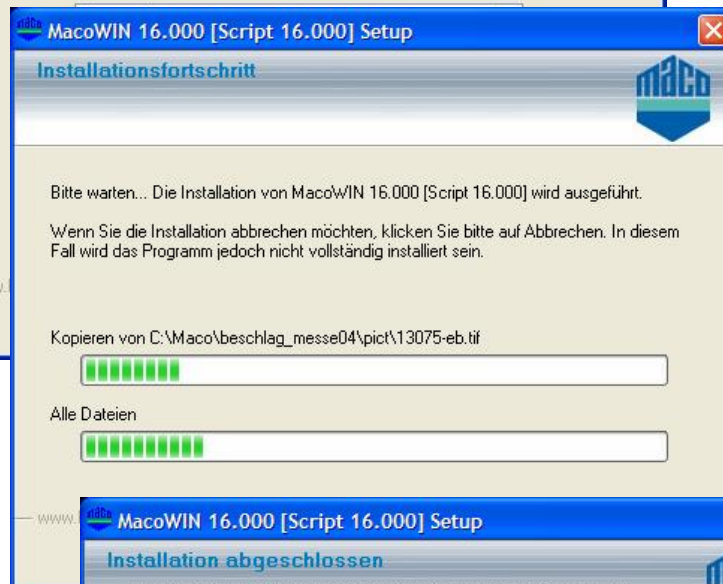 MacoWIN 16.000 [Script 16.000] Setup
Installationsfortschritt
maco
Bitte warten... Die Installation von MacoWIN 16.000 [Script 16.000] wird ausgeführt.
Wenn Sie die Installation abbrechen möchten, klicken Sie bitte auf Abbrechen. In diesem
Fall wird das Programm jedoch nicht vollständig installiert sein.
Kopieren von C:\Maco\beschlag_messe04\pict\13075-eb.tif
Alle Dateien
www.
maco MacoWIN 16.000 [Script 16.000] Setup
Installation abgeschlossen